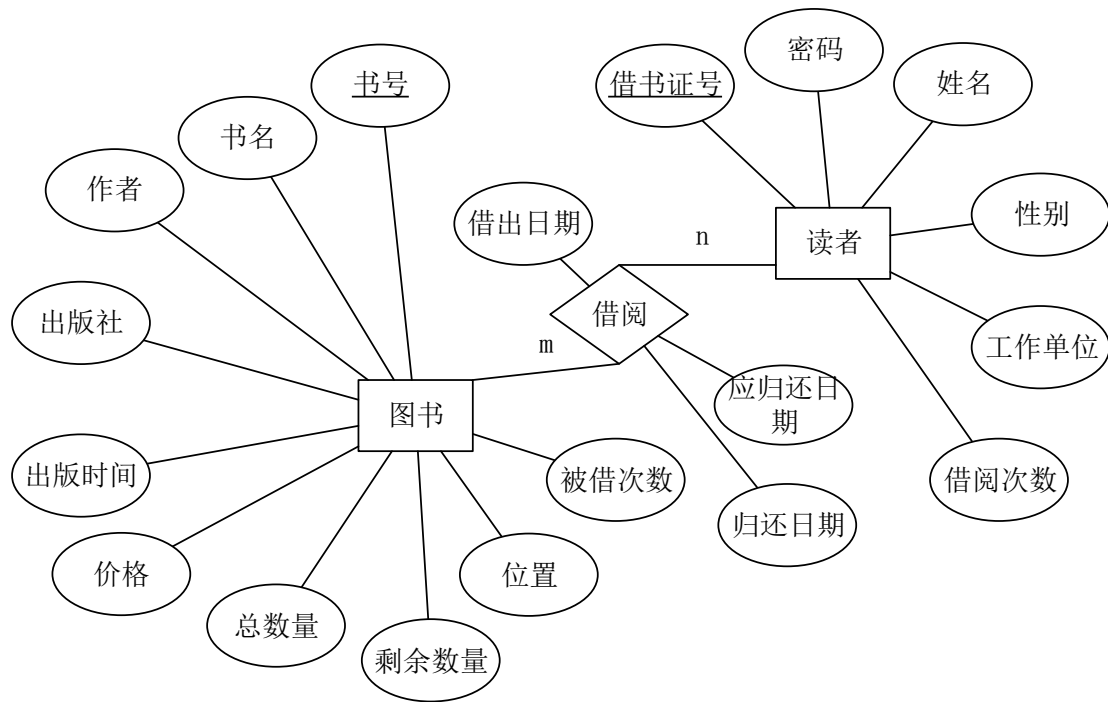 密码
书号
借书证号
姓名
书名
作者
性别
借出日期
n
读者
借阅
出版社
m
工作单位
应归还日
期
图书
出版时间
被借次数
借阅次数
归还日期
价格
位置
总数量
剩余数量